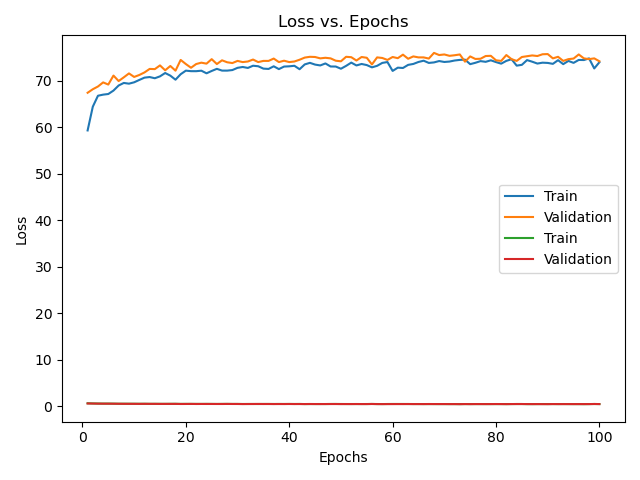 Loss vs. Epochs
70
60
50
40
30
20
10
0
Loss
Train
Validation
Train
Validation
0 20 40 60 80 100
Epochs